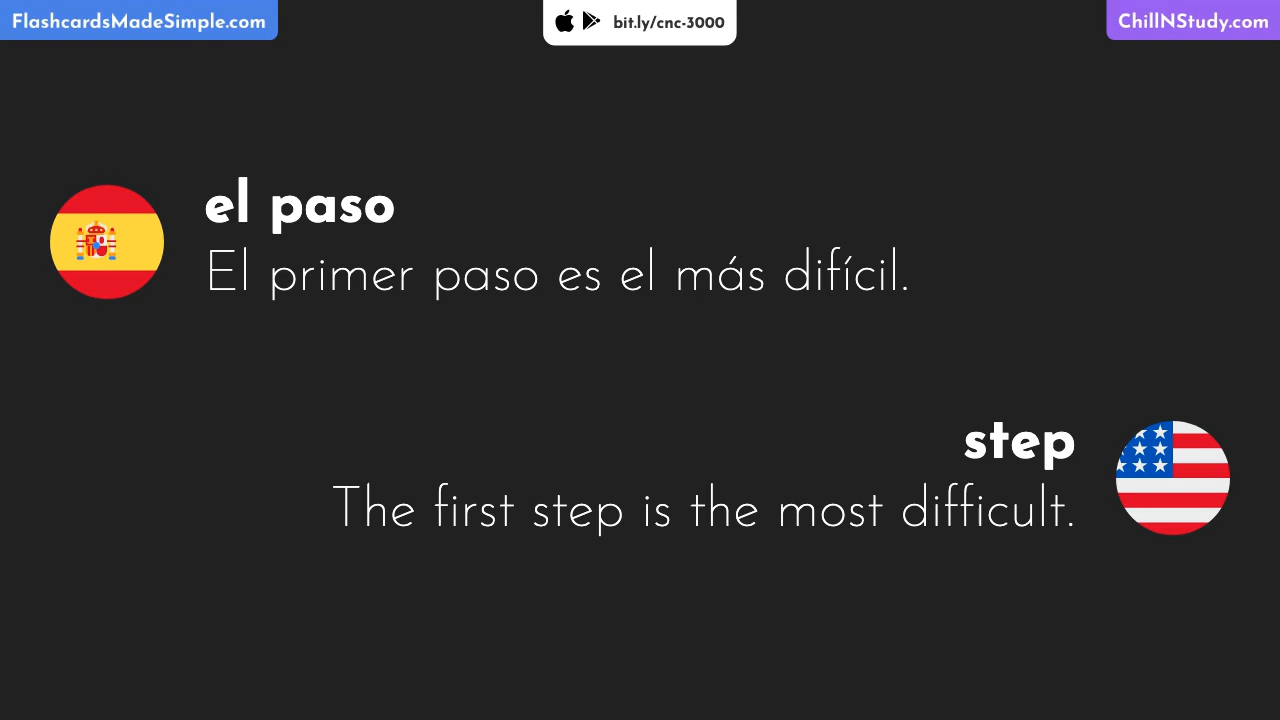 FlashcardsMadeSimple.com
bit.ly/cnc-3000
ChillNStudy.com
el paso
El primer paso es el más difícil.
step
The first step is the most difficult.